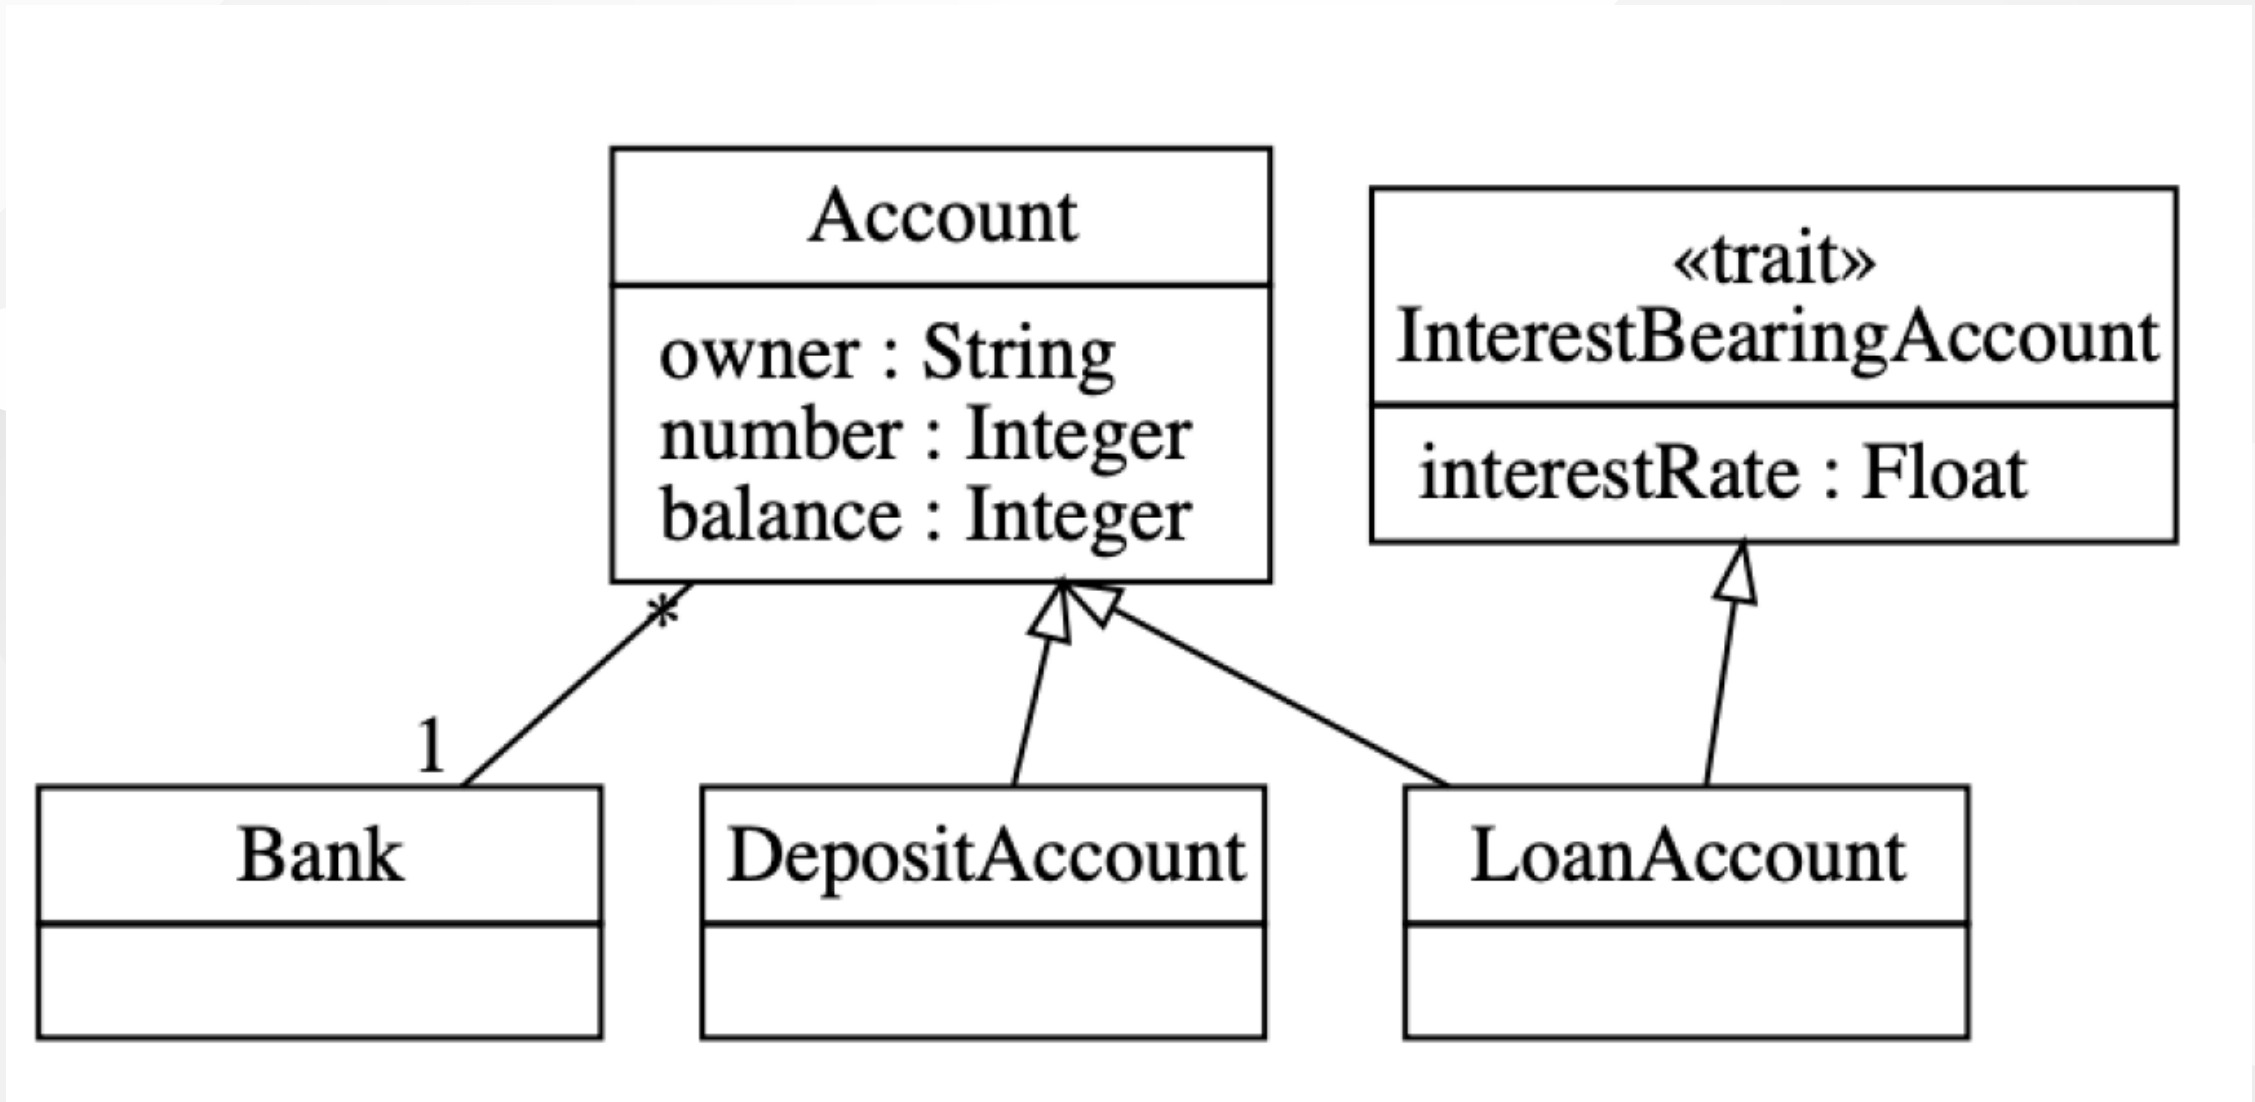 Account
owner : String
number : Integer
balance : Integer
«trait»
InterestBearingAccount
interestRate : Float
*
1
Bank
DepositAccount
LoanAccount